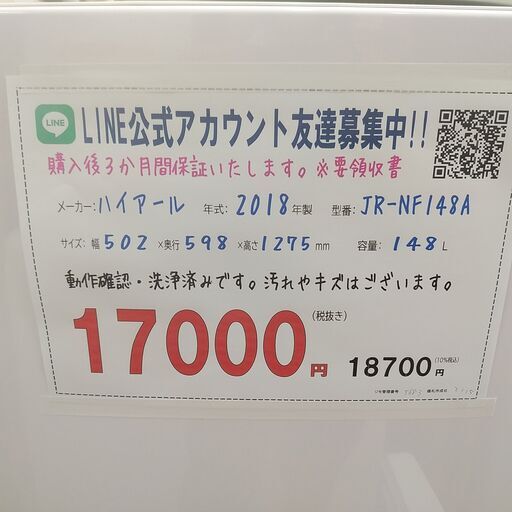 LINE LINE公式アカウント友達募集中!!
購入後3か月間保証いたします。※要領収書
メーカー:ハイアール 年式:2018年製 型番:JR-NF148A
サイズ:幅502×奥行598×高さ1275mm 容量:148L
動作確認・洗浄済みです。汚れやキズはございます。
(税抜き) (10%税込)
17000円 18700円